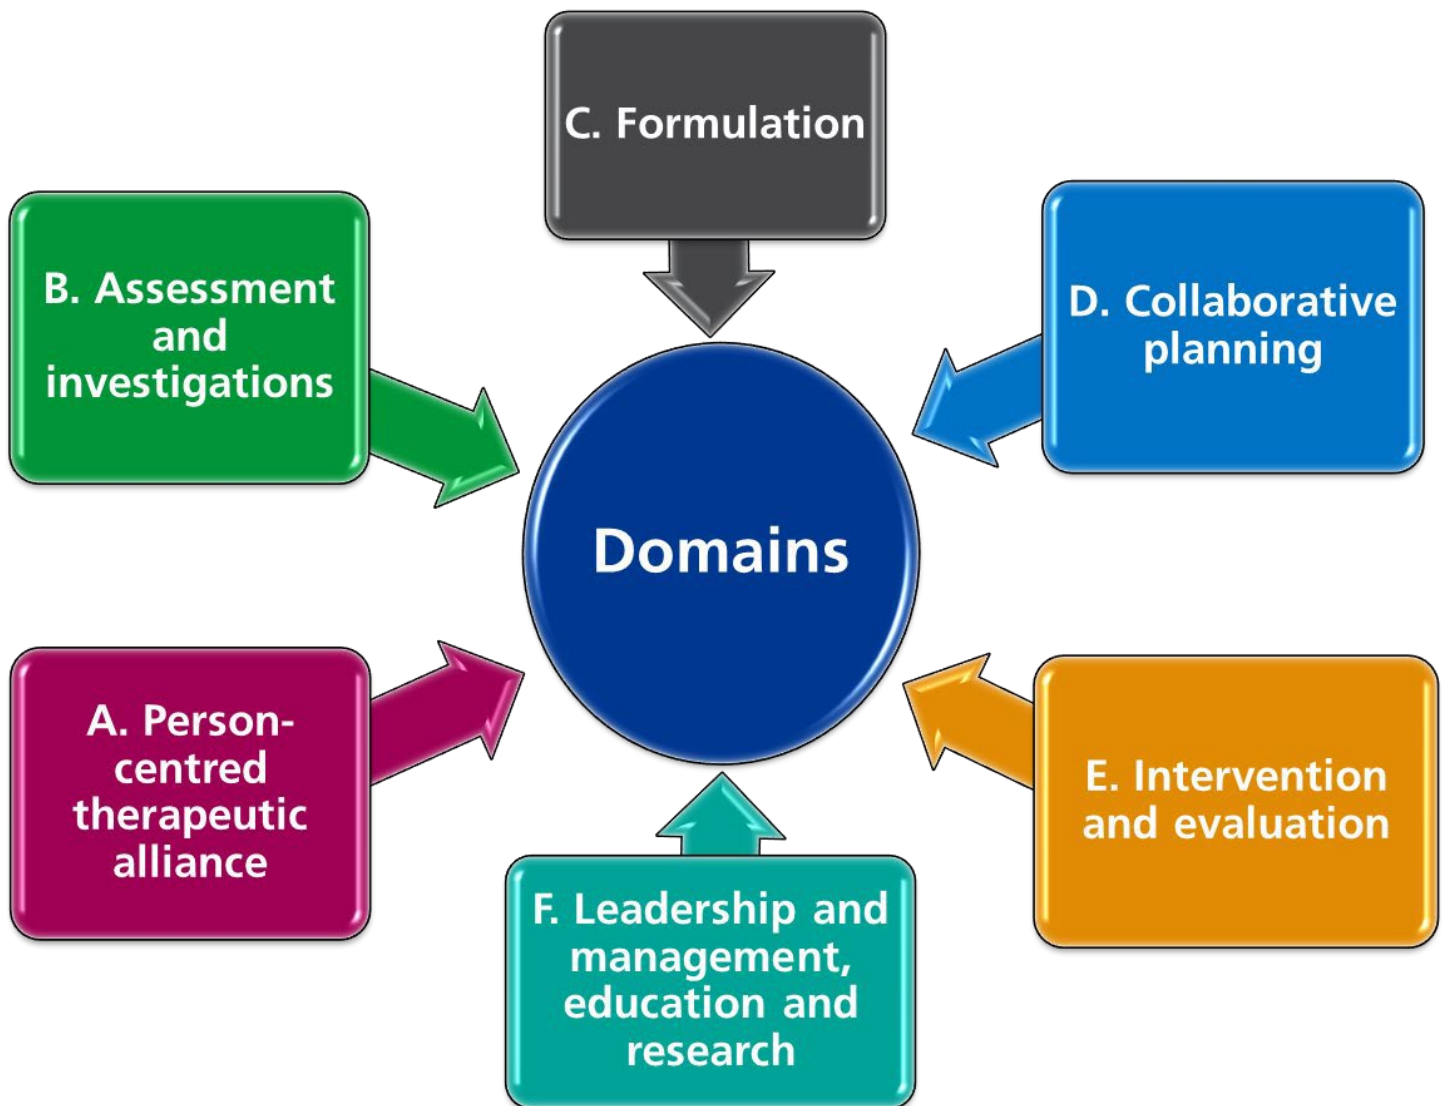 C. Formulation
B. Assessment
and
investigations
D. Collaborative
planning
Domains
A. Person-
centred
therapeutic
alliance
E. Intervention
and evaluation
F. Leadership and
management,
education and
research